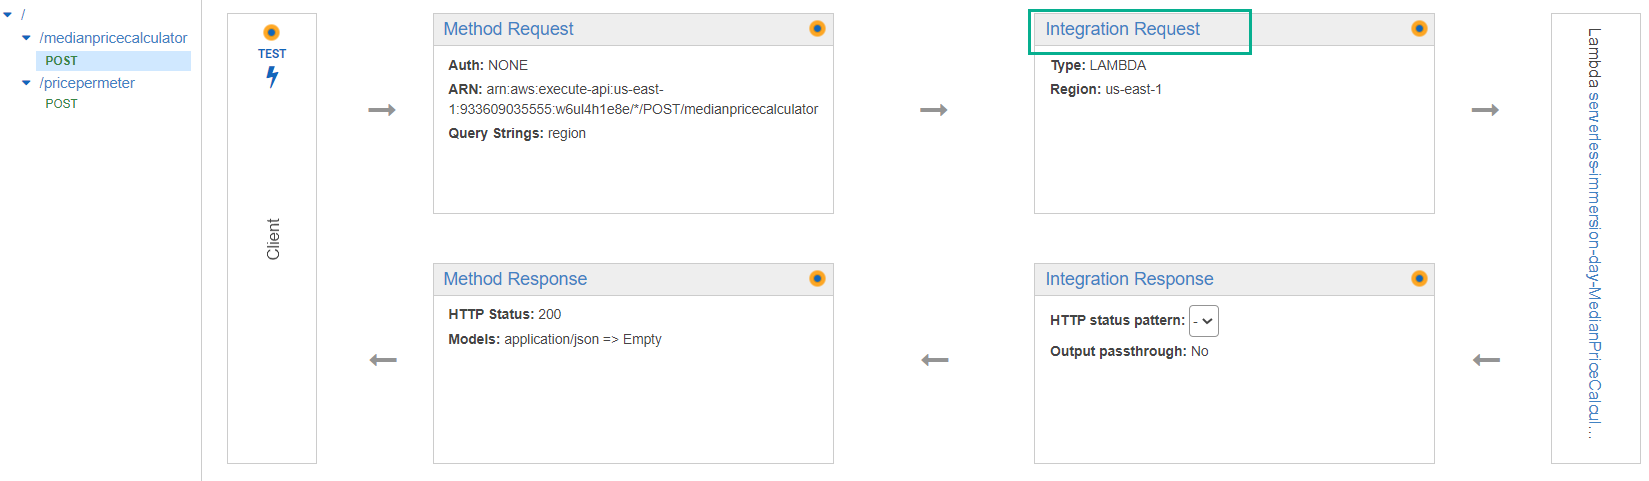 /
/medianpricecalculator
POST
/pricepermeter
POST
TEST
Client
Method Request
Auth: NONE
ARN: arn:aws:execute-api:us-east-
1:933609035555:w6ul4h1e8e/*/POST/medianpricecalculator
Query Strings: region
Integration Request
Type: LAMBDA
Region: us-east-1
Method Response
HTTP Status: 200
Models: application/json => Empty
Integration Response
HTTP status pattern: -
Output passthrough: No
Lambda serverless-immersion-day-MedianPriceCalcul…